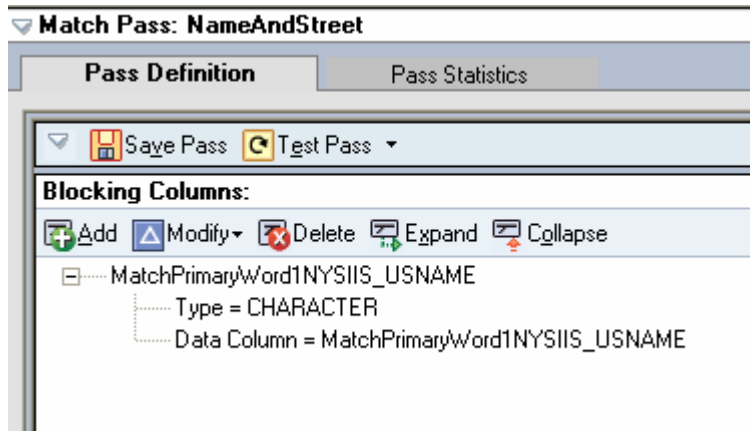 Match Pass: NameAndStreet
Pass Definition Pass Statistics
Save Pass Test Pass
Blocking Columns:
Add Modify Delete Expand Collapse
MatchPrimaryWord1NYSIIS_USNAME
Type = CHARACTER
Data Column = MatchPrimaryWord1NYSIIS_USNAME